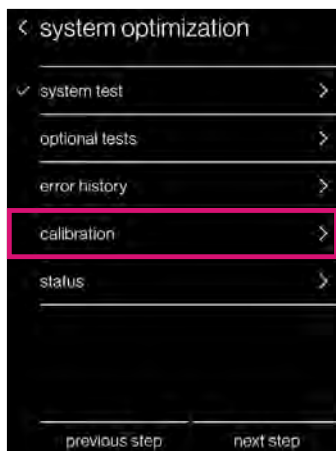 system optimization
system test
optional tests
error history
calibration
status
previous step
next step